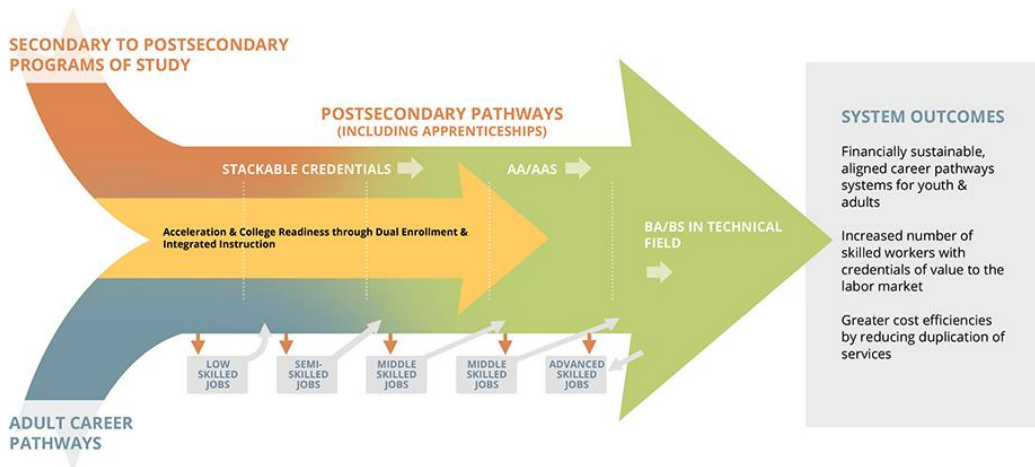 SECONDARY TO POSTSECONDARY
PROGRAMS OF STUDY
POSTSECONDARY PATHWAYS
(INCLUDING APPRENTICESHIPS)
STACKABLE CREDENTIALS
AA/AAS
Acceleration & College Readiness through Dual Enrollment &
Integrated Instruction
BA/BS IN TECHNICAL
FIELD
LOW
SKILLED
JOBS
SEMI-
SKILLED
JOBS
MIDDLE
SKILLED
JOBS
MIDDLE
SKILLED
JOBS
ADVANCED
SKILLED
JOBS
ADULT CAREER
PATHWAYS
SYSTEM OUTCOMES
Financially sustainable,
aligned career pathways
systems for youth &
adults
Increased number of
skilled workers with
credentials of value to the
labor market
Greater cost efficiencies
by reducing duplication of
services